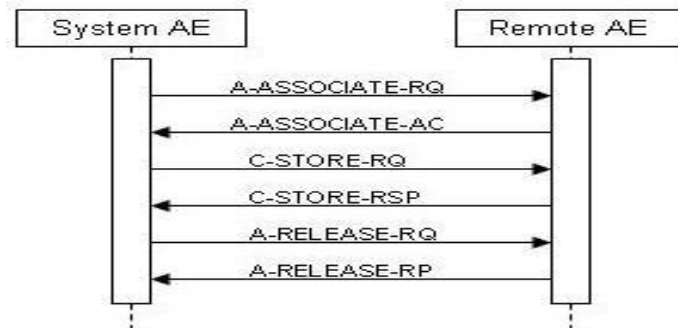 System AE
Remote AE
A-ASSOCIATE-RQ
A-ASSOCIATE-AC
C-STORE-RQ
C-STORE-RSP
A-RELEASE-RQ
A-RELEASE-RP